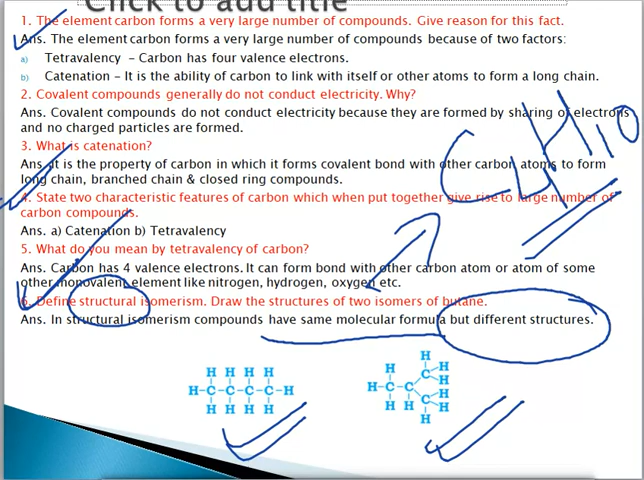 Click to add title
1. The element carbon forms a very large number of compounds. Give reason for this fact.
Ans. The element carbon forms a very large number of compounds because of two factors:
a) Tetravalency – Carbon has four valence electrons.
b) Catenation – It is the ability of carbon to link with itself or other atoms to form a long chain.
2. Covalent compounds generally do not conduct electricity. Why?
Ans. Covalent compounds do not conduct electricity because they are formed by sharing of electrons
and no charged particles are formed.
3. What is catenation?
Ans. It is the property of carbon in which it forms covalent bond with other carbon atoms to form
long chain, branched chain & closed ring compounds.
4. State two characteristic features of carbon which when put together give rise to large number of
carbon compounds.
Ans. a) Catenation b) Tetravalency
5. What do you mean by tetravalency of carbon?
Ans. Carbon has 4 valence electrons. It can form bond with other carbon atom or atom of some
other monovalent element like nitrogen, hydrogen, oxygen etc.
6. Define structural isomerism. Draw the structures of two isomers of butane.
Ans. In structural isomerism compounds have same molecular formula but different structures.
C4H10
H H H H
H-C-C-C-C-H
H H H H
H
H C-H
H
H-C-C
H H C-H
H
H